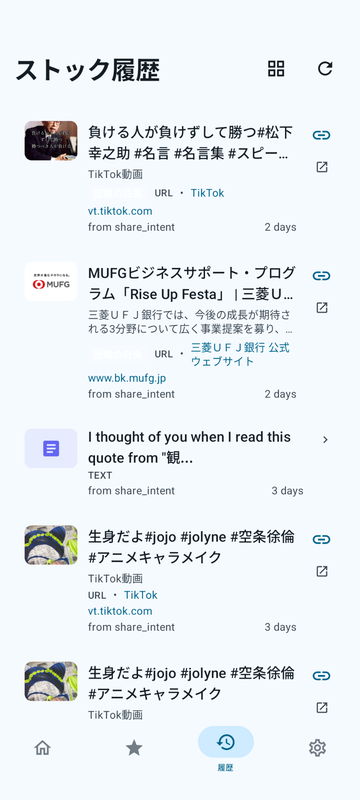 ストック履歴
負ける人が負けずして勝つ#松下
幸之助 #名言 #名言集 #スピー...
TikTok動画
URL ・ TikTok
vt.tiktok.com
from share_intent
2 days
世界が進むチカラになる。
MUFG
MUFGビジネスサポート・プログ
ラム「Rise Up Festa」 | 三菱U...
三菱ＵＦＪ銀行では、今後の成長が期待さ
れる3分野について広く事業提案を募り、...
URL ・ 三菱ＵＦＪ銀行 公式
ウェブサイト
www.bk.mufg.jp
from share_intent
2 days
I thought of you when I read this
quote from "観...
TEXT
from share_intent
3 days
生身だよ#jojo #jolyne #空条徐倫
#アニメキャラメイク
TikTok動画
URL ・ TikTok
vt.tiktok.com
from share_intent
3 days
生身だよ#jojo #jolyne #空条徐倫
#アニメキャラメイク
TikTok動画
履歴